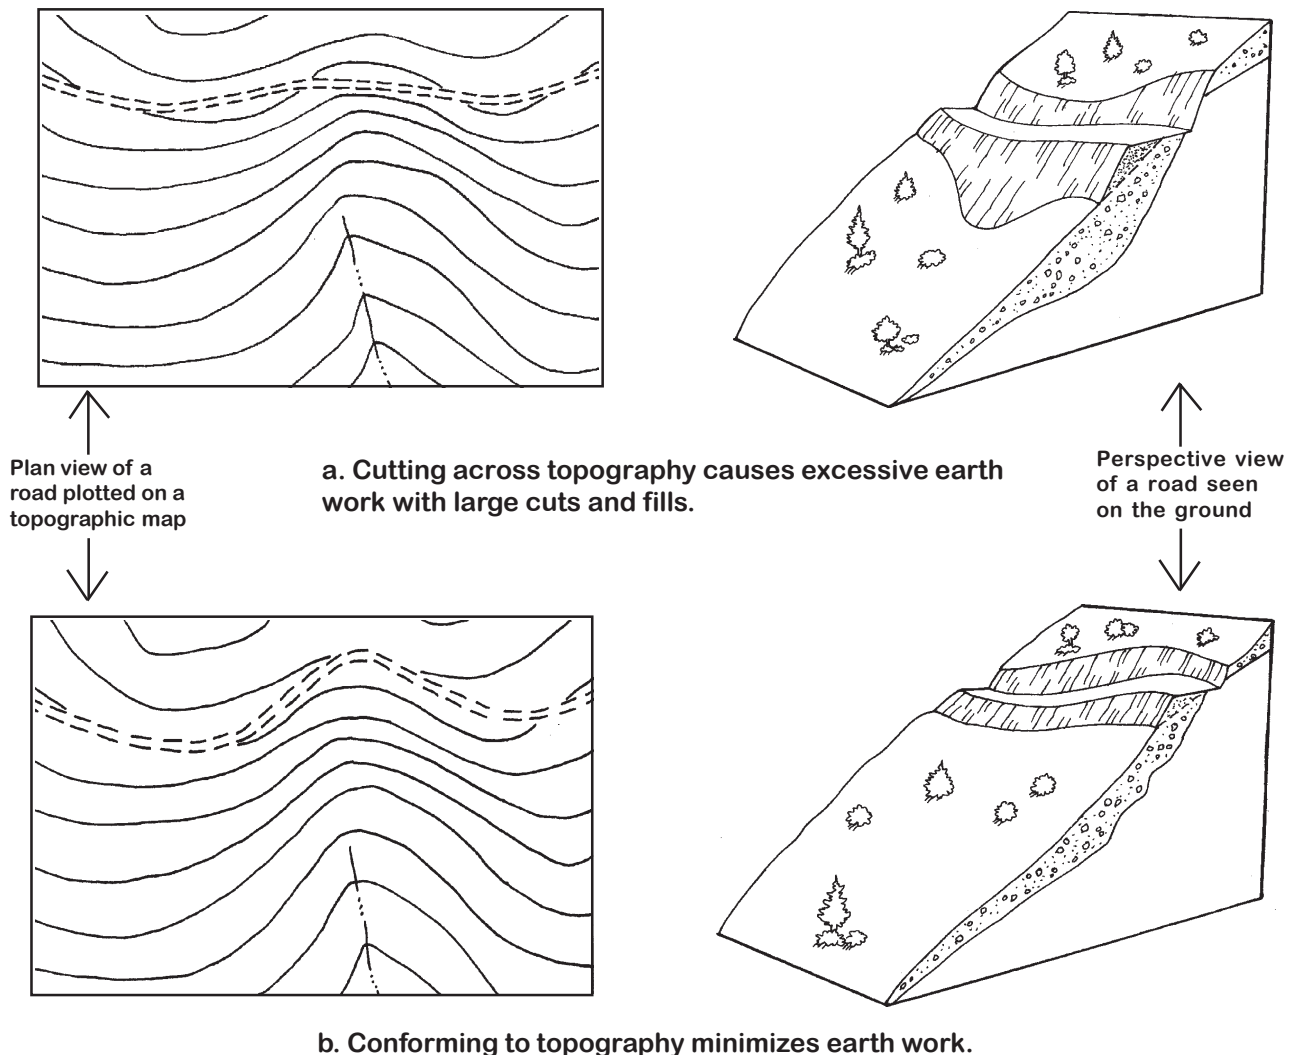 Plan view of a
road plotted on a
topographic map
a. Cutting across topography causes excessive earth
work with large cuts and fills.
Perspective view
of a road seen
on the ground
b. Conforming to topography minimizes earth work.